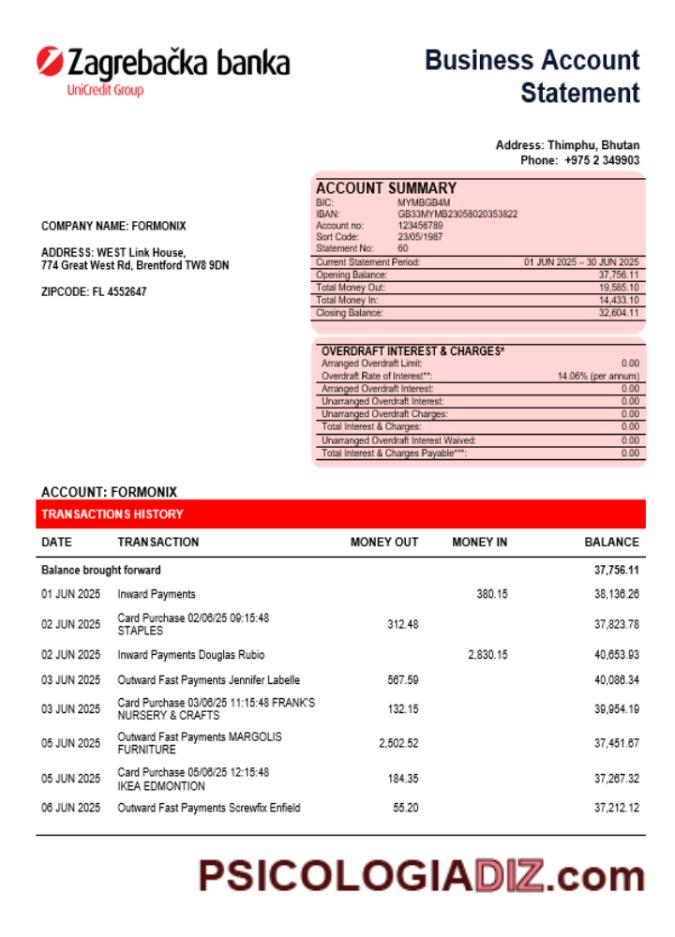 Zagrebačka banka
UniCredit Group
Business Account
Statement
Address: Thimphu, Bhutan
Phone: +975 2 349903
COMPANY NAME: FORMONIX
ADDRESS: WEST Link House,
774 Great West Rd, Brentford TW8 9DN
ZIPCODE: FL 4552647
ACCOUNT SUMMARY
BIC: MYMBGB4M
IBAN: GB33MYMB23058020353822
Account no: 123456789
Sort Code: 23/05/1987
Statement No: 60
Current Statement Period: 01 JUN 2025 – 30 JUN 2025
Opening Balance: 37,756.11
Total Money Out: 19,585.10
Total Money In: 14,433.10
Closing Balance: 32,604.11
OVERDRAFT INTEREST & CHARGES*
Arranged Overdraft Limit: 0.00
Overdraft Rate of Interest**: 14.06% (per annum)
Arranged Overdraft Interest: 0.00
Unarranged Overdraft Interest: 0.00
Unarranged Overdraft Charges: 0.00
Total Interest & Charges: 0.00
Unarranged Overdraft Interest Waived: 0.00
Total Interest & Charges Payable***: 0.00
ACCOUNT: FORMONIX
TRANSACTIONS HISTORY
DATE TRANSACTION MONEY OUT MONEY IN BALANCE
Balance brought forward 37,756.11
01 JUN 2025 Inward Payments 380.15 38,136.26
02 JUN 2025 Card Purchase 02/06/25 09:15:48
STAPLES 312.48 37,823.78
02 JUN 2025 Inward Payments Douglas Rubio 2,830.15 40,653.93
03 JUN 2025 Outward Fast Payments Jennifer Labelle 567.59 40,086.34
03 JUN 2025 Card Purchase 03/06/25 11:15:48 FRANK'S
NURSERY & CRAFTS 132.15 39,954.19
05 JUN 2025 Outward Fast Payments MARGOLIS
FURNITURE 2,502.52 37,451.67
05 JUN 2025 Card Purchase 05/06/25 12:15:48
IKEA EDMONTION 184.35 37,267.32
06 JUN 2025 Outward Fast Payments Screwfix Enfield 55.20 37,212.12
PSICOLOGIADIZ.com